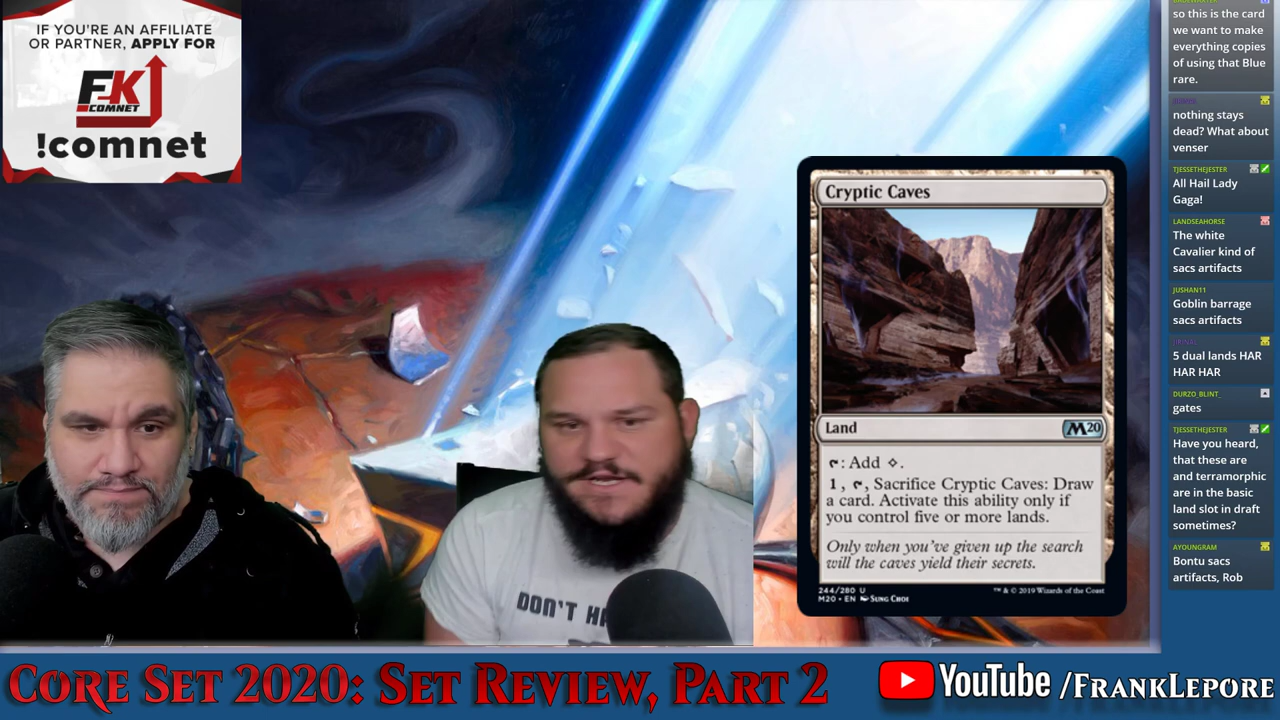 IF YOU'RE AN AFFILIATE
OR PARTNER, APPLY FOR
F2K
COMNET
!comnet
Cryptic Caves
Land
M20
: Add
1, , Sacrifice Cryptic Caves: Draw
a card. Activate this ability only if
you control five or more lands.
Only when you've given up the search
will the caves yield their secrets.
244/280 U
M20 • EN Sung Choi
™ & © 2019 Wizards of the Coast
DON'T HA
so this is the card
we want to make
everything copies
of using that Blue
rare.
nothing stays
dead? What about
venser
TJESSETHEJESTER
All Hail Lady
Gaga!
LANDSEAHORSE
The white
Cavalier kind of
sacs artifacts
JUSHAN11
Goblin barrage
sacs artifacts
5 dual lands HAR
HAR HAR
DURZO_BLINT_
gates
TJESSETHEJESTER
Have you heard,
that these are
and terramorphic
are in the basic
land slot in draft
sometimes?
AYOUNGRAM
Bontu sacs
artifacts, Rob
Core Set 2020: Set Review, Part 2
YouTube /FrankLepore